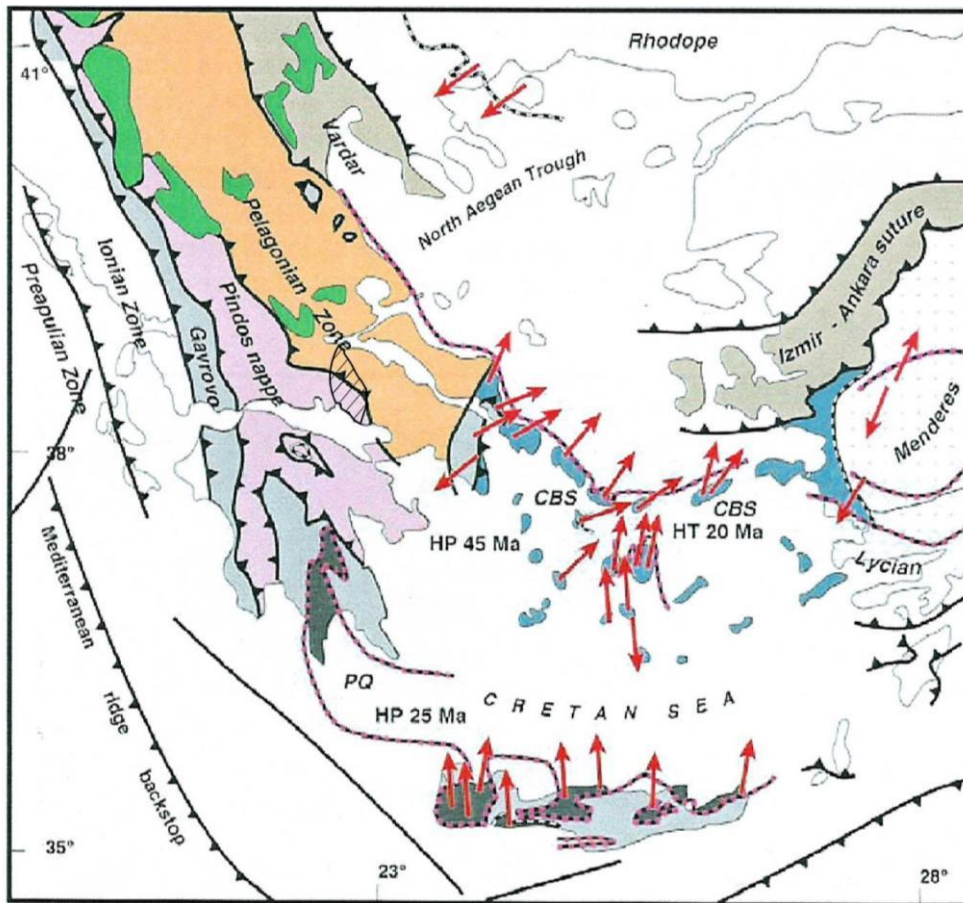 41°
Rhodope
Vardar
North Aegean Trough
Pelagonian
Zone
Ionian Zone
Preapulian Zone
Pindos nappe
Gavrovo
Izmir - Ankara suture
Menderes
38°
CBS
CBS
HP 45 Ma
HT 20 Ma
Lycian
Mediterranean
ridge
backstop
PQ
HP 25 Ma
CRETAN SEA
35°
23°
28°